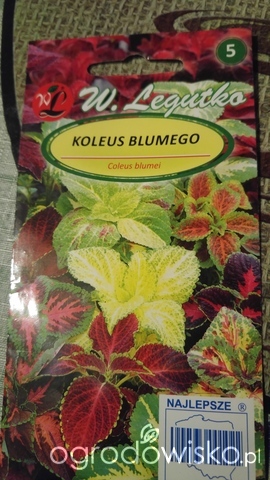 5
W. Legutko
KOLEUS BLUMEGO
Coleus blumei
NAJLEPSZE ®
ogrodowisko.pl